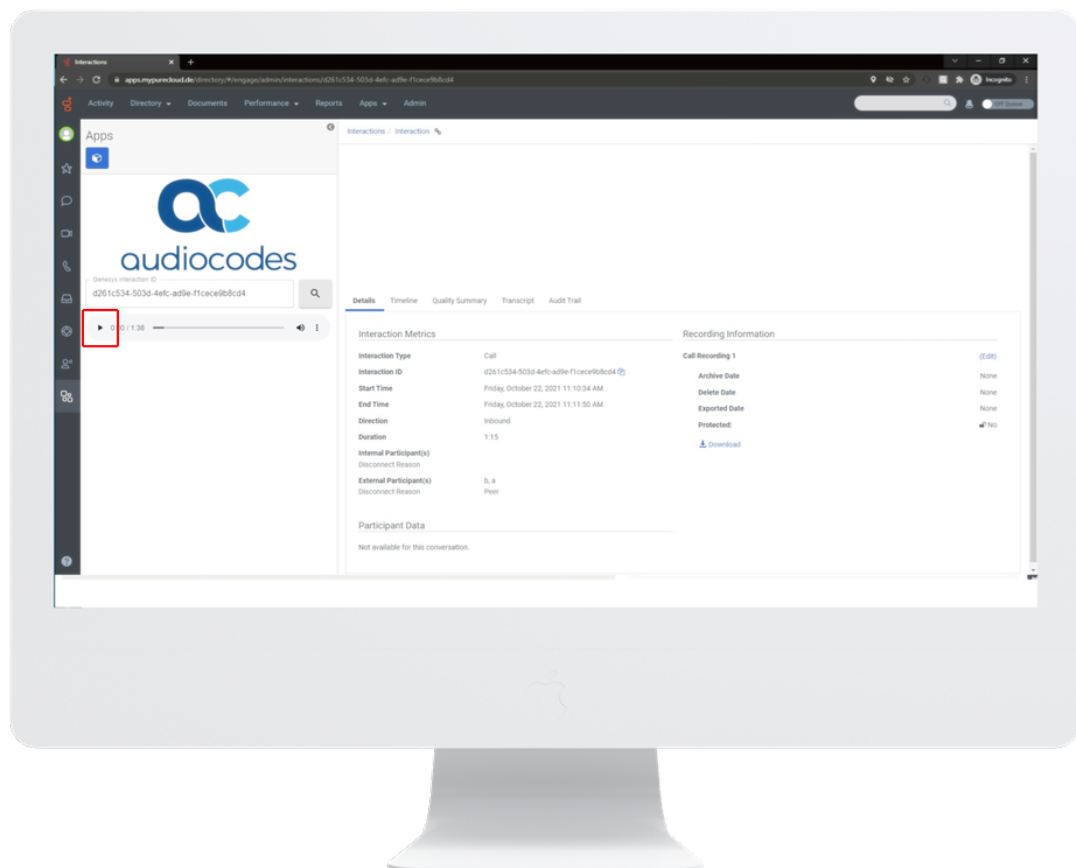 Interactions
apps.mypurecloud.de/directory/#/engage/admin/interactions/d261c534-503d-4efc-ad9e-f1cece9b8cd4
Incognito
Activity Directory Documents Performance Reports Apps Admin
Off Queue
Apps
Interactions / Interaction
audiocodes
Genesys Interaction ID
d261c534-503d-4efc-ad9e-f1cece9b8cd4
0:00 / 1:38
Details Timeline Quality Summary Transcript Audit Trail
Interaction Metrics
Interaction Type Call
Interaction ID d261c534-503d-4efc-ad9e-f1cece9b8cd4
Start Time Friday, October 22, 2021 11:10:34 AM
End Time Friday, October 22, 2021 11:11:50 AM
Direction Inbound
Duration 1:15
Internal Participant(s)
Disconnect Reason
External Participant(s) b, a
Disconnect Reason Peer
Participant Data
Not available for this conversation.
Recording Information
Call Recording 1 (Edit)
Archive Date None
Delete Date None
Exported Date None
Protected: No
Download